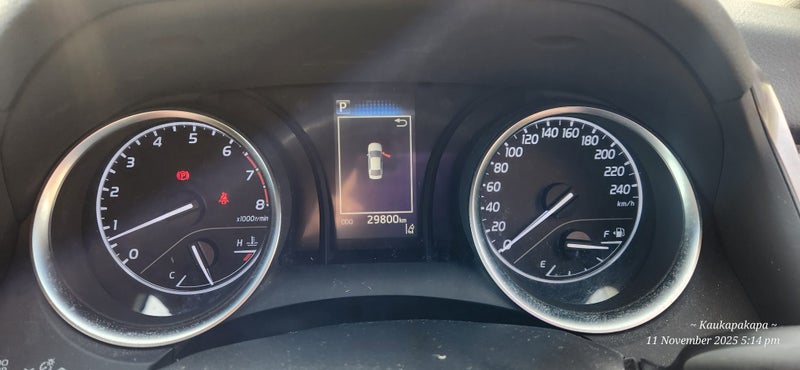 P
8
7
6
5
4
3
2
1
0
x1000r/min
H
C
ODO 29800km
0
20
40
60
80
100
120
140
160
180
200
220
240
km/h
F
E
~ Kaukapakapa ~
11 November 2025 5:14 pm